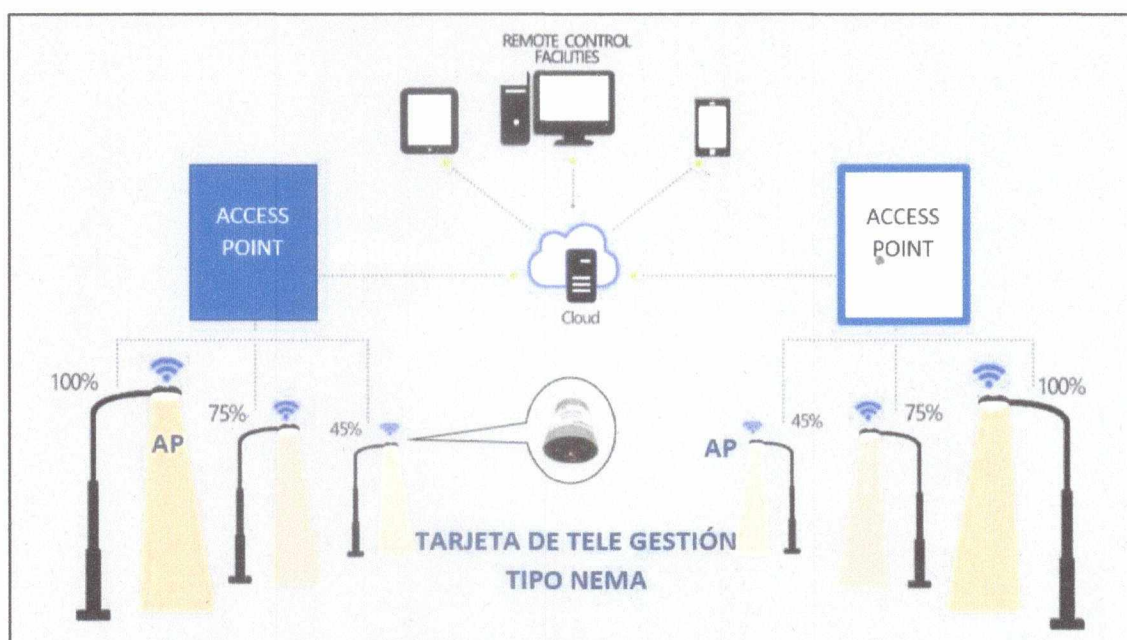 REMOTE CONTROL
FACILITIES
ACCESS
POINT
ACCESS
POINT
Cloud
100%
75%
45%
AP
45%
75%
100%
AP
TARJETA DE TELE GESTIÓN
TIPO NEMA